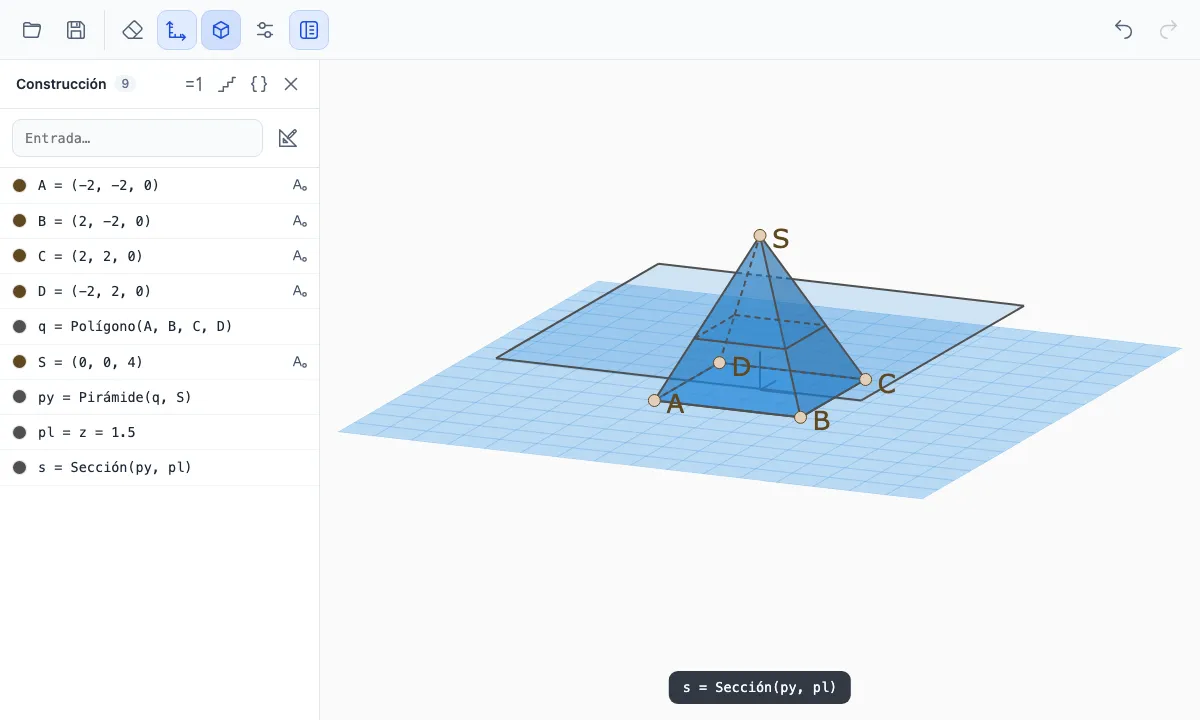 Construcción 9 =1 { }
Entrada…
A = (−2, −2, 0) A
B = (2, −2, 0) A
C = (2, 2, 0) A
D = (−2, 2, 0) A
q = Polígono(A, B, C, D)
S = (0, 0, 4) A
py = Pirámide(q, S)
pl = z = 1.5
s = Sección(py, pl)
S
D
C
A
B
s = Sección(py, pl)